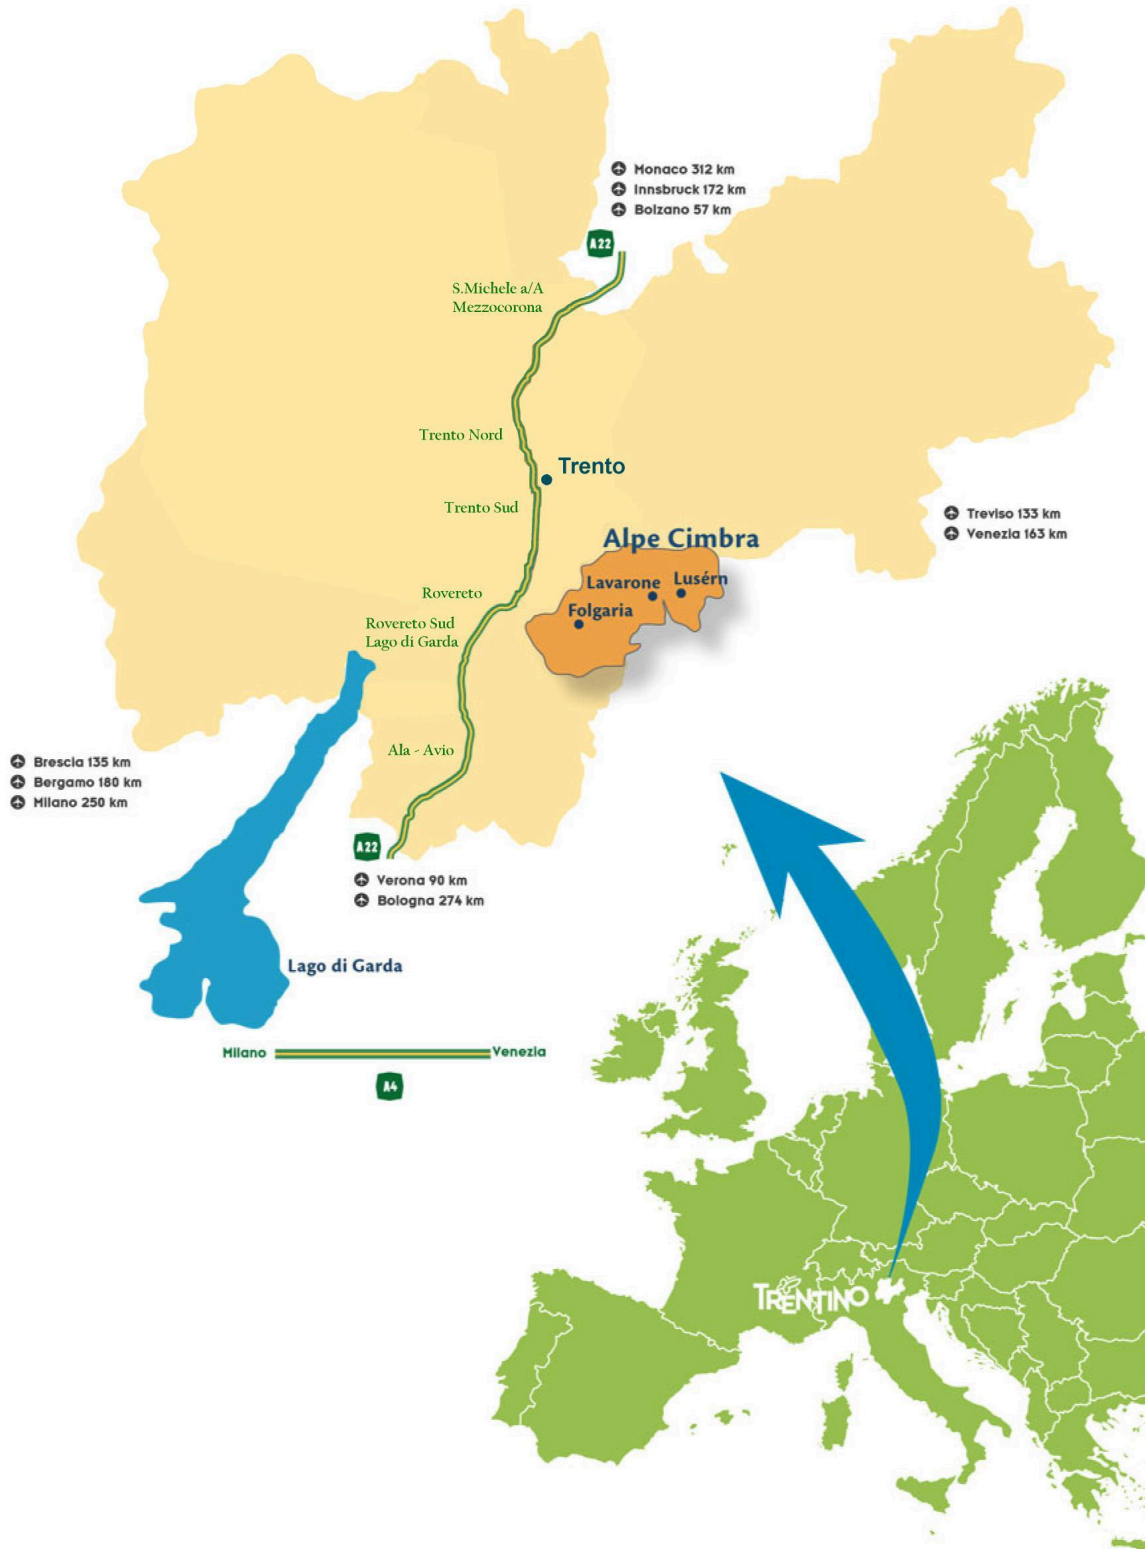 Monaco 312 km
Innsbruck 172 km
Bolzano 57 km
A22
S.Michele a/A
Mezzocorona
Trento Nord
Trento
Trento Sud
Treviso 133 km
Venezia 163 km
Alpe Cimbra
Lavarone
Lusérn
Folgaria
Rovereto
Rovereto Sud
Lago di Garda
Ala - Avio
Brescia 135 km
Bergamo 180 km
Milano 250 km
A22
Verona 90 km
Bologna 274 km
Lago di Garda
Milano
Venezia
A4
TRENTINO